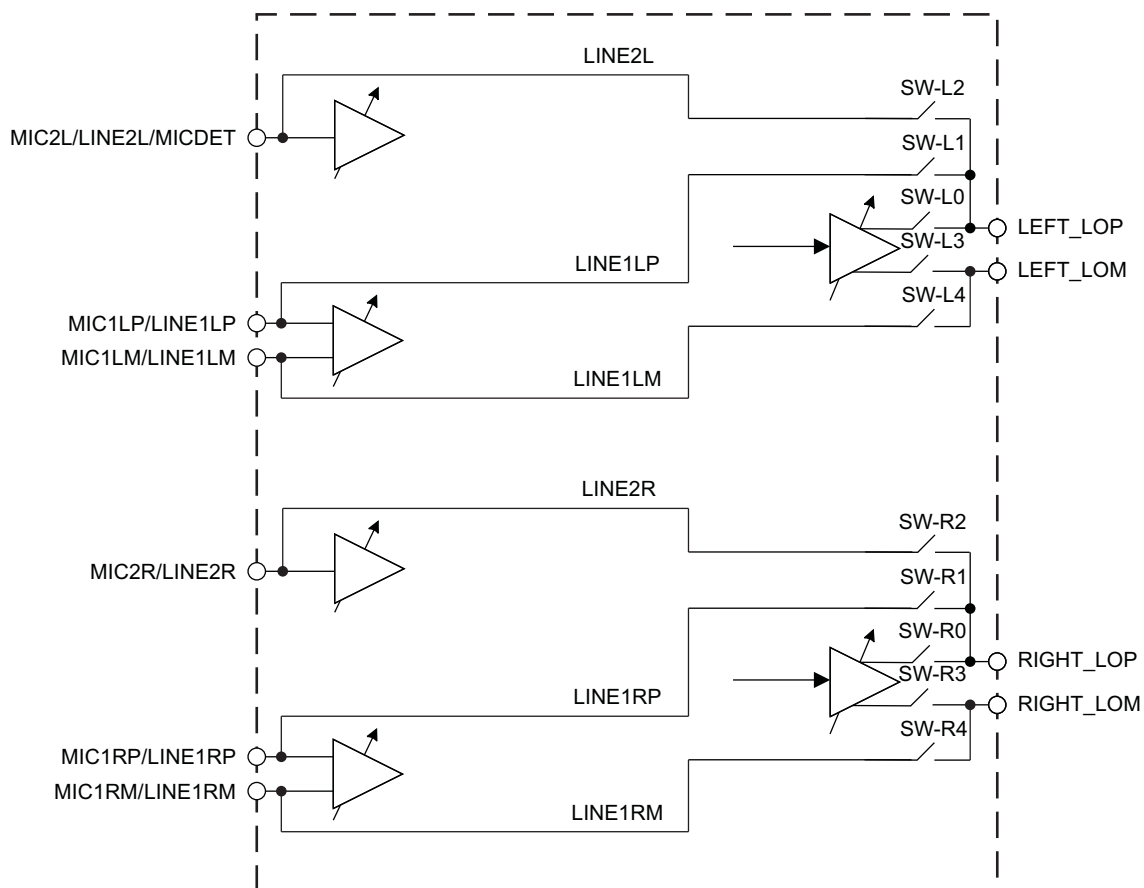 LINE2L
SW-L2
MIC2L/LINE2L/MICDET
SW-L1
SW-L0
LEFT_LOP
SW-L3
LINE1LP
LEFT_LOM
SW-L4
MIC1LP/LINE1LP
MIC1LM/LINE1LM
LINE1LM
LINE2R
SW-R2
MIC2R/LINE2R
SW-R1
SW-R0
RIGHT_LOP
SW-R3
LINE1RP
RIGHT_LOM
SW-R4
MIC1RP/LINE1RP
MIC1RM/LINE1RM
LINE1RM